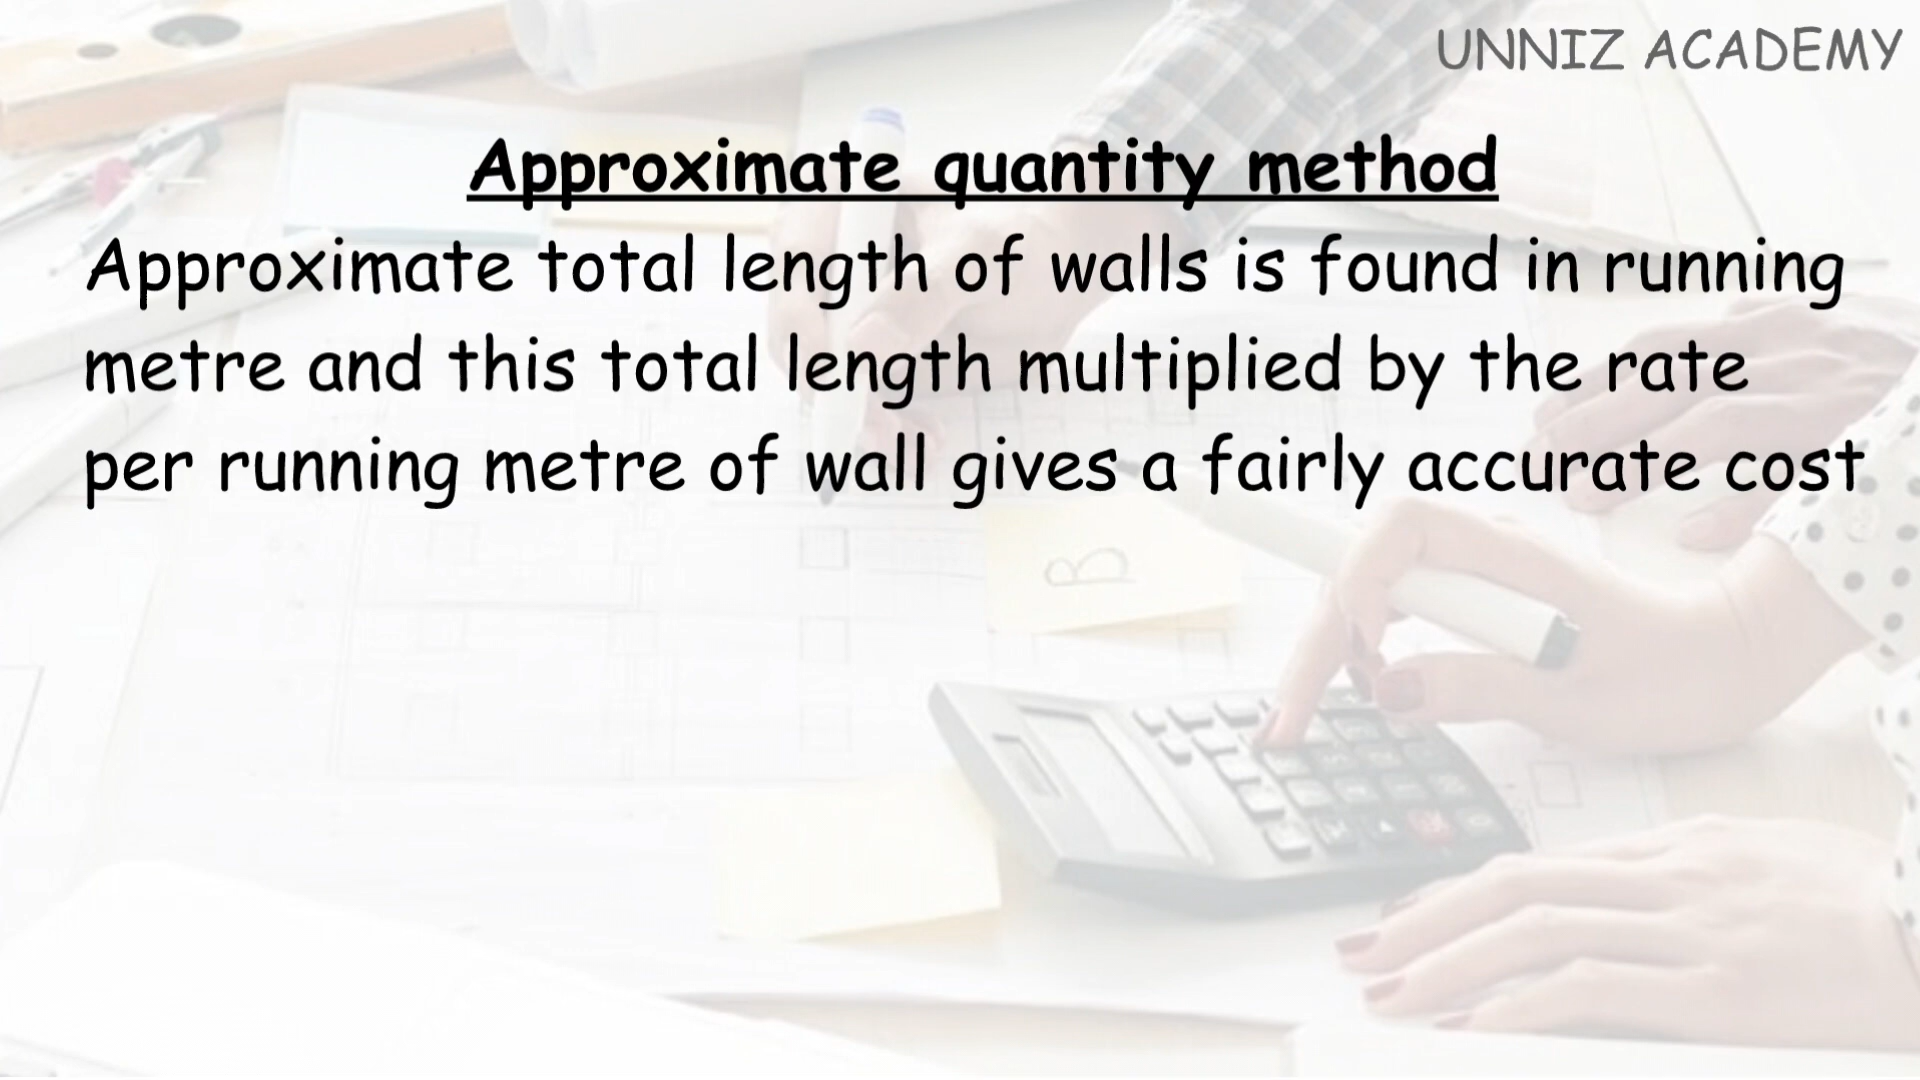 UNNIZ ACADEMY
Approximate quantity method
Approximate total length of walls is found in running
metre and this total length multiplied by the rate
per running metre of wall gives a fairly accurate cost